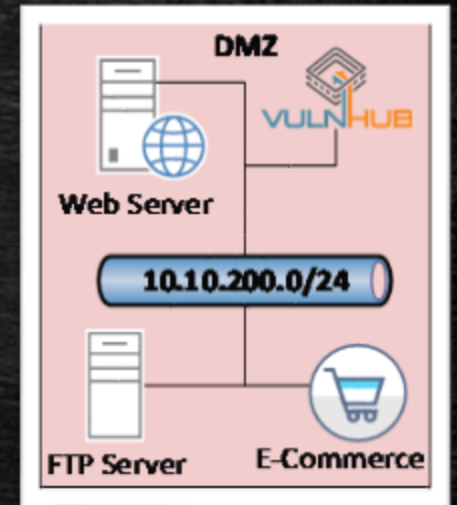 DMZ
VULNHUB
Web Server
10.10.200.0/24
FTP Server
E-Commerce